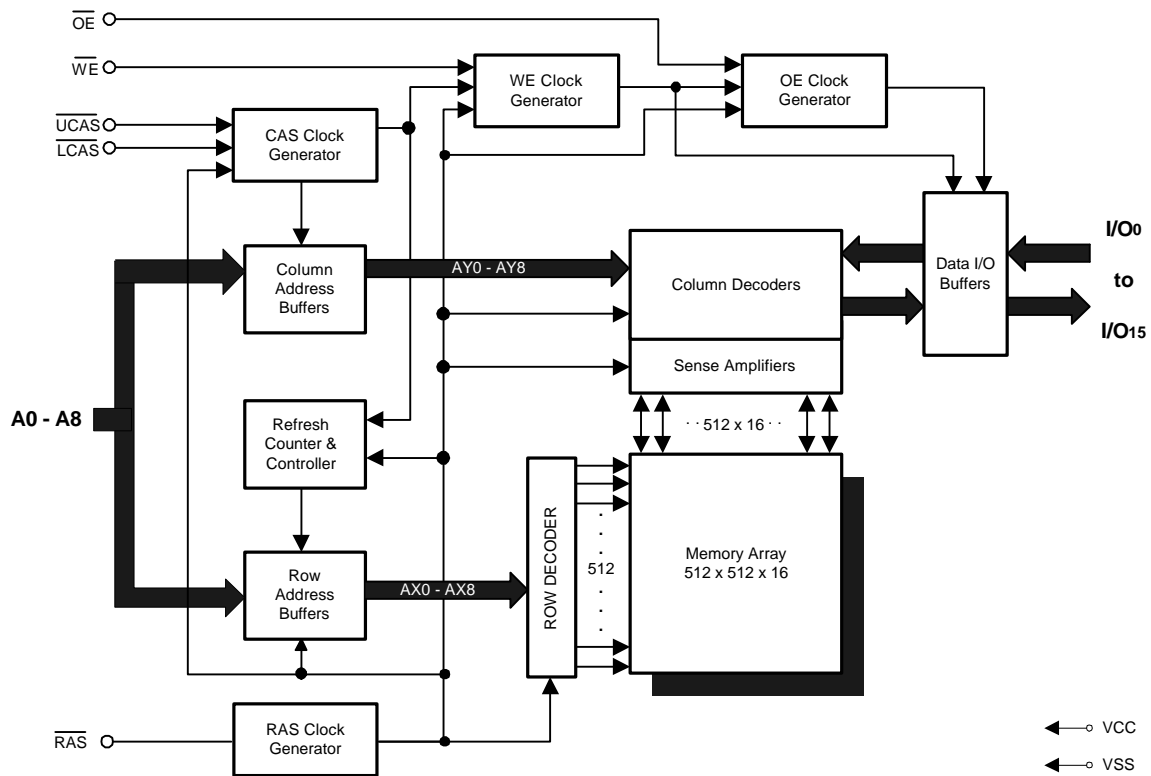 OE
WE
UCAS
LCAS
WE Clock
Generator
OE Clock
Generator
CAS Clock
Generator
Column
Address
Buffers
AY0 - AY8
Column Decoders
Data I/O
Buffers
I/O0
to
I/O15
Sense Amplifiers
A0 - A8
Refresh
Counter &
Controller
· · 512 x 16 · ·
ROW DECODER
512
Memory Array
512 x 512 x 16
Row
Address
Buffers
AX0 - AX8
RAS
RAS Clock
Generator
VCC
VSS